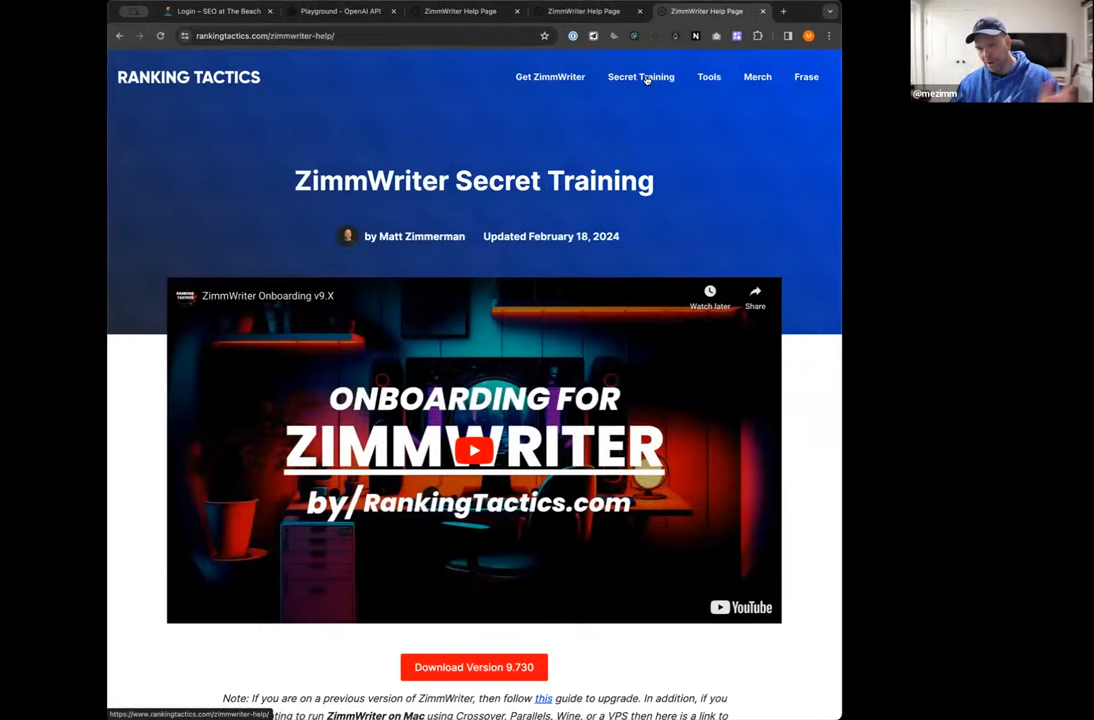 Login – SEO at The Beach
Playground - OpenAI API
ZimmWriter Help Page
ZimmWriter Help Page
ZimmWriter Help Page
rankingtactics.com/zimmwriter-help/
M
@mezimm
RANKING TACTICS
Get ZimmWriter
Secret Training
Tools
Merch
Frase
ZimmWriter Secret Training
by Matt Zimmerman
Updated February 18, 2024
RANKING TACTICS
ZimmWriter Onboarding v9.X
Watch later
Share
ONBOARDING FOR
ZIMMWRITER
by/RankingTactics.com
YouTube
Download Version 9.730
Note: If you are on a previous version of ZimmWriter, then follow this guide to upgrade. In addition, if you
ting to run ZimmWriter on Mac using Crossover, Parallels, Wine, or a VPS then here is a link to
https://www.rankingtactics.com/zimmwriter-help/